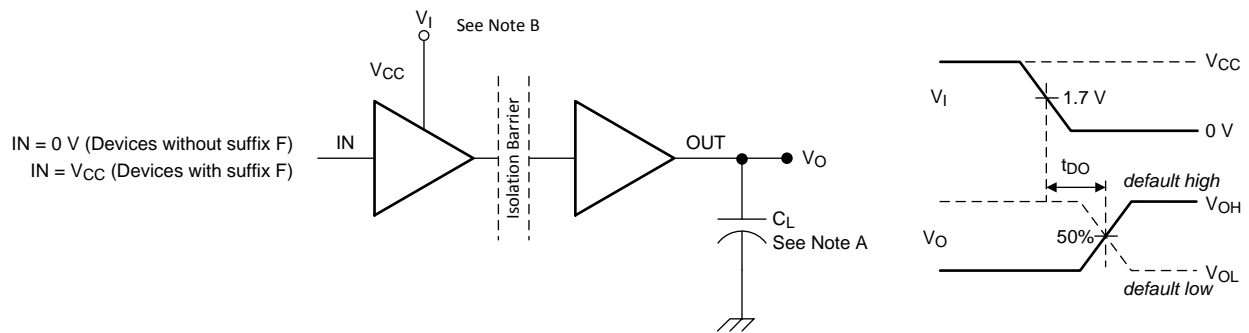 VI
See Note B
VCC
IN = 0 V (Devices without suffix F)
IN = VCC (Devices with suffix F)
IN
Isolation Barrier
OUT
VO
CL
See Note A
VCC
VI
1.7 V
0 V
tDO
default high
VOH
VO
50%
VOL
default low